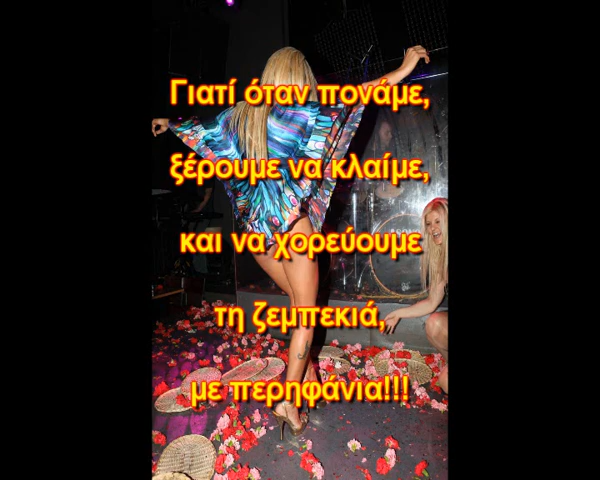 Γιατί όταν πονάμε,
ξέρουμε να κλαίμε,
και να χορεύουμε
τη ζεμπεκιά,
με περηφάνια!!!